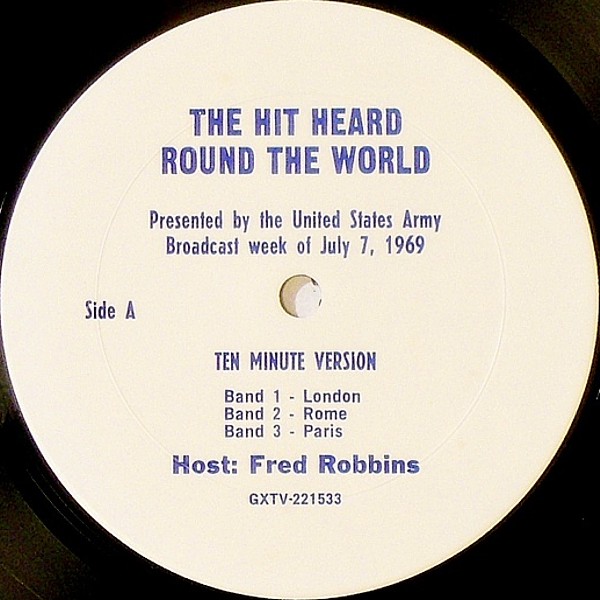 THE HIT HEARD
ROUND THE WORLD
Presented by the United States Army
Broadcast week of July 7, 1969
Side A
TEN MINUTE VERSION
Band 1 - London
Band 2 - Rome
Band 3 - Paris
Host: Fred Robbins
GXTV-221533